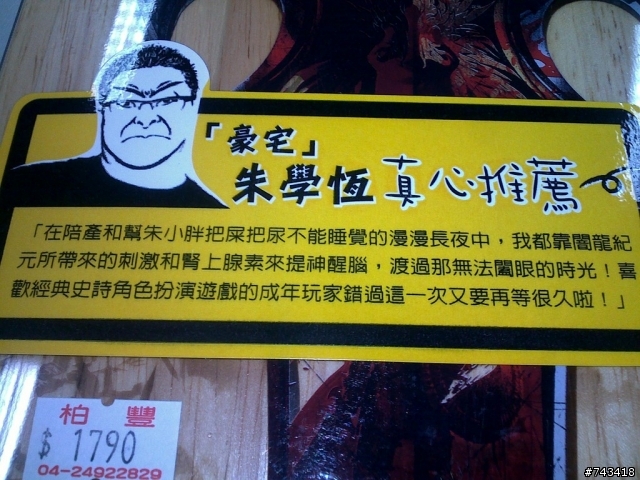 「豪宅」
朱學恆真心推薦
「在陪產和幫朱小胖把屎把尿不能睡覺的漫漫長夜中，我都靠闇龍紀
元所帶來的刺激和腎上腺素來提神醒腦，渡過那無法闔眼的時光！喜
歡經典史詩角色扮演遊戲的成年玩家錯過這一次又要再等很久啦！」
柏豐
$ 1790
04-24922829
#743418